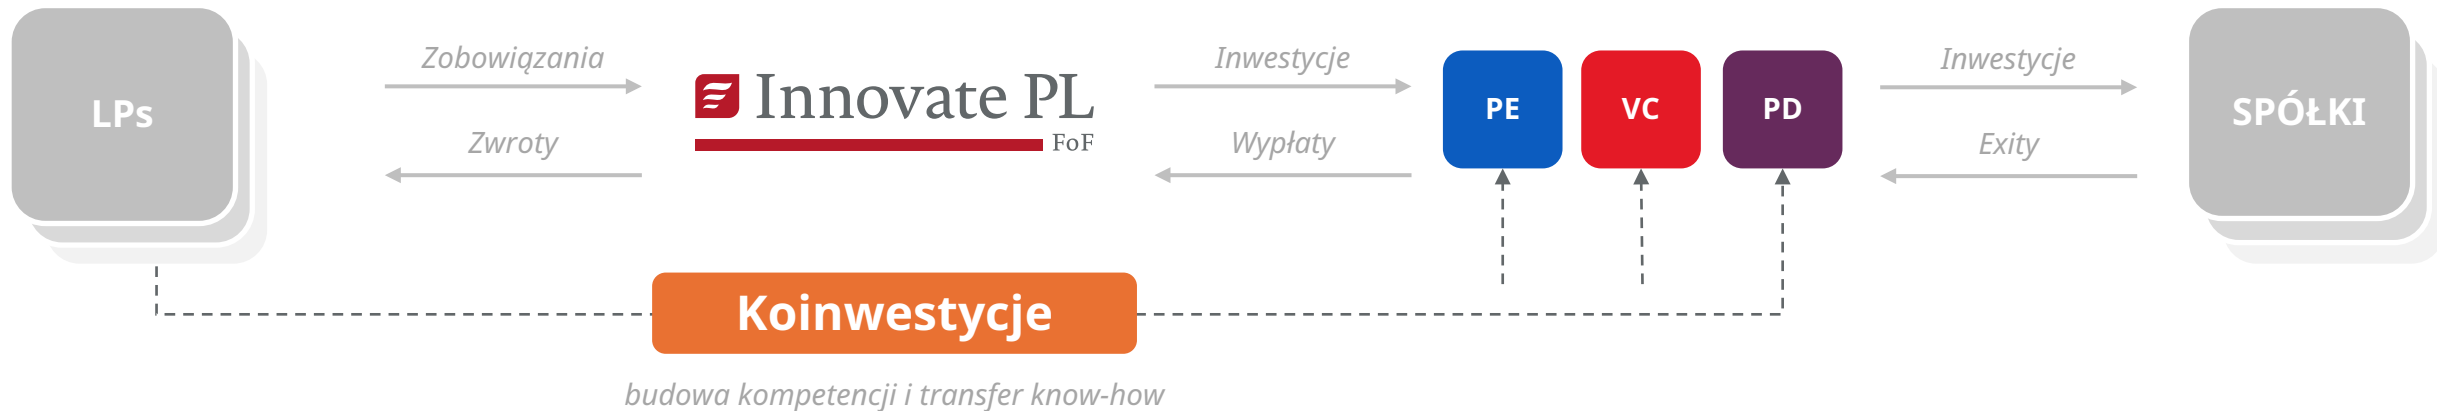 LPs
Zobowiązania
Zwroty
Innovate PL
FoF
Inwestycje
Wypłaty
PE
VC
PD
Inwestycje
Exity
SPÓŁKI
Koinwestycje
budowa kompetencji i transfer know-how